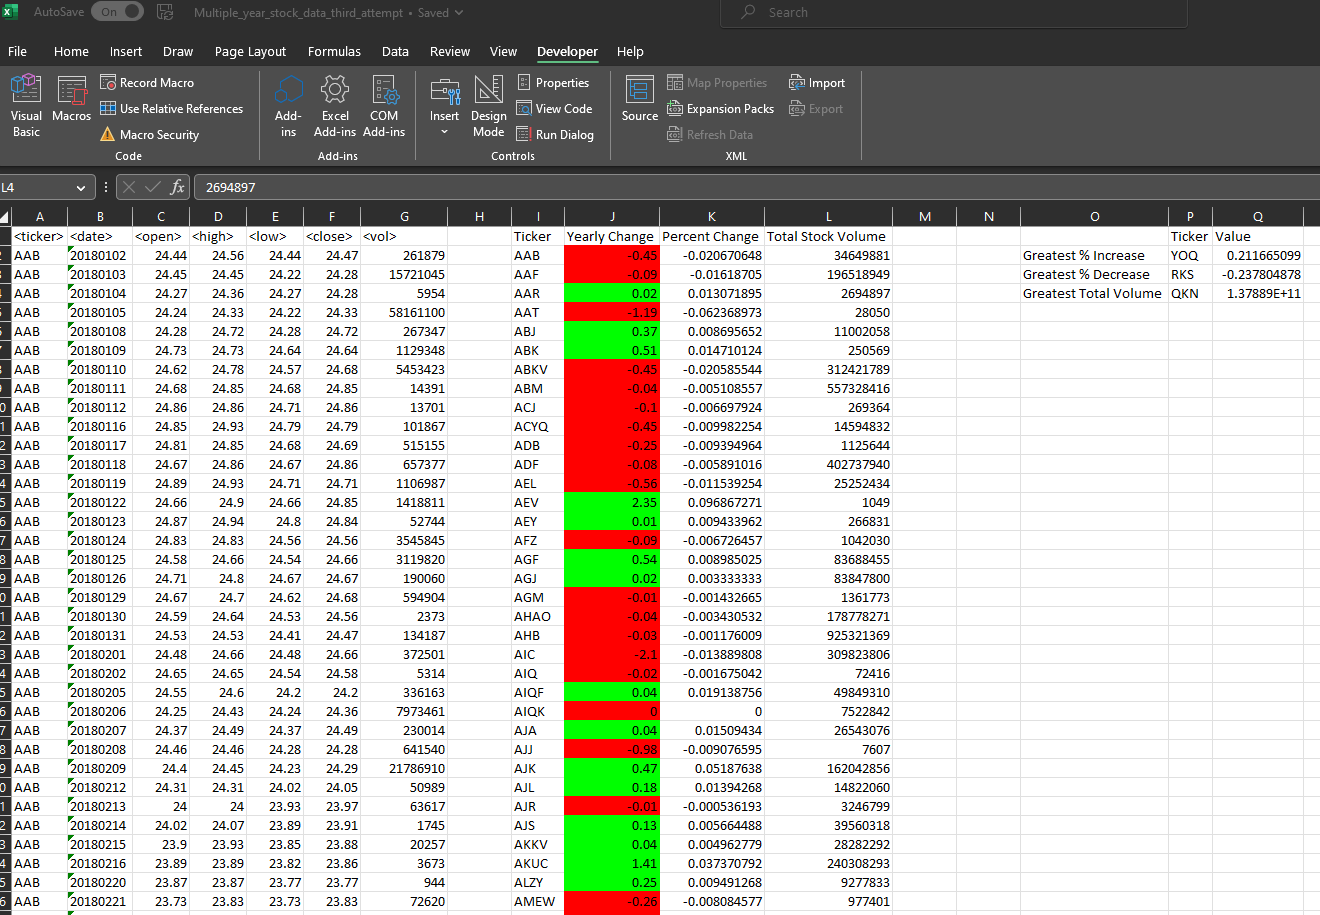 AutoSave On Multiple_year_stock_data_third_attempt • Saved Search
File Home Insert Draw Page Layout Formulas Data Review View Developer Help
Visual Basic
Macros
Record Macro
Use Relative References
Macro Security
Code
Add-ins
Excel Add-ins
COM Add-ins
Add-ins
Insert
Design Mode
Properties
View Code
Run Dialog
Controls
Source
Map Properties
Expansion Packs
Refresh Data
Import
Export
XML
L4 fx 2694897
A B C D E F G H I J K L M N O P Q
<ticker> <date> <open> <high> <low> <close> <vol> Ticker Yearly Change Percent Change Total Stock Volume Ticker Value
AAB 20180102 24.44 24.56 24.44 24.47 261879 AAB -0.45 -0.020670648 34649881 Greatest % Increase YOQ 0.211665099
AAB 20180103 24.45 24.45 24.22 24.28 15721045 AAF -0.09 -0.01618705 196518949 Greatest % Decrease RKS -0.237804878
AAB 20180104 24.27 24.36 24.27 24.28 5954 AAR 0.02 0.013071895 2694897 Greatest Total Volume QKN 1.37889E+11
AAB 20180105 24.24 24.33 24.22 24.33 58161100 AAT -1.19 -0.062368973 28050
AAB 20180108 24.28 24.72 24.28 24.72 267347 ABJ 0.37 0.008695652 11002058
AAB 20180109 24.73 24.73 24.64 24.64 1129348 ABK 0.51 0.014710124 250569
AAB 20180110 24.62 24.78 24.57 24.68 5453423 ABKV -0.45 -0.020585544 312421789
AAB 20180111 24.68 24.85 24.68 24.85 14391 ABM -0.04 -0.005108557 557328416
AAB 20180112 24.86 24.86 24.71 24.86 13701 ACJ -0.1 -0.006697924 269364
AAB 20180116 24.85 24.93 24.79 24.79 101867 ACYQ -0.45 -0.009982254 14594832
AAB 20180117 24.81 24.85 24.68 24.69 515155 ADB -0.25 -0.009394964 1125644
AAB 20180118 24.67 24.86 24.67 24.86 657377 ADF -0.08 -0.005891016 402737940
AAB 20180119 24.89 24.93 24.71 24.71 1106987 AEL -0.56 -0.011539254 25252434
AAB 20180122 24.66 24.9 24.66 24.85 1418811 AEV 2.35 0.096867271 1049
AAB 20180123 24.87 24.94 24.8 24.84 52744 AEY 0.01 0.009433962 266831
AAB 20180124 24.83 24.83 24.56 24.56 3545845 AFZ -0.09 -0.006726457 1042030
AAB 20180125 24.58 24.66 24.54 24.66 3119820 AGF 0.54 0.008985025 83688455
AAB 20180126 24.71 24.8 24.67 24.67 190060 AGJ 0.02 0.003333333 83847800
AAB 20180129 24.67 24.7 24.62 24.68 594904 AGM -0.01 -0.001432665 1361773
AAB 20180130 24.59 24.64 24.53 24.56 2373 AHAO -0.04 -0.003430532 178778271
AAB 20180131 24.53 24.53 24.41 24.47 134187 AHB -0.03 -0.001176009 925321369
AAB 20180201 24.48 24.66 24.48 24.66 372501 AIC -2.1 -0.013889808 309823806
AAB 20180202 24.65 24.65 24.54 24.58 5314 AIQ -0.02 -0.001675042 72416
AAB 20180205 24.55 24.6 24.2 24.2 336163 AIQF 0.04 0.019138756 49849310
AAB 20180206 24.25 24.43 24.24 24.36 7973461 AIQK 0 0 7522842
AAB 20180207 24.37 24.49 24.37 24.49 230014 AJA 0.04 0.01509434 26543076
AAB 20180208 24.46 24.46 24.28 24.28 641540 AJJ -0.98 -0.009076595 7607
AAB 20180209 24.4 24.45 24.23 24.29 21786910 AJK 0.47 0.05187638 162042856
AAB 20180212 24.31 24.31 24.02 24.05 50989 AJL 0.18 0.01394268 14822060
AAB 20180213 24 24 23.93 23.97 63617 AJR -0.01 -0.000536193 3246799
AAB 20180214 24.02 24.07 23.89 23.91 1745 AJS 0.13 0.005664488 39560318
AAB 20180215 23.9 23.93 23.85 23.88 20257 AKKV 0.04 0.004962779 28282292
AAB 20180216 23.89 23.89 23.82 23.86 3673 AKUC 1.41 0.037370792 240308293
AAB 20180220 23.87 23.87 23.77 23.77 944 ALZY 0.25 0.009491268 9277833
AAB 20180221 23.73 23.83 23.73 23.83 72620 AMEW -0.26 -0.008084577 977401